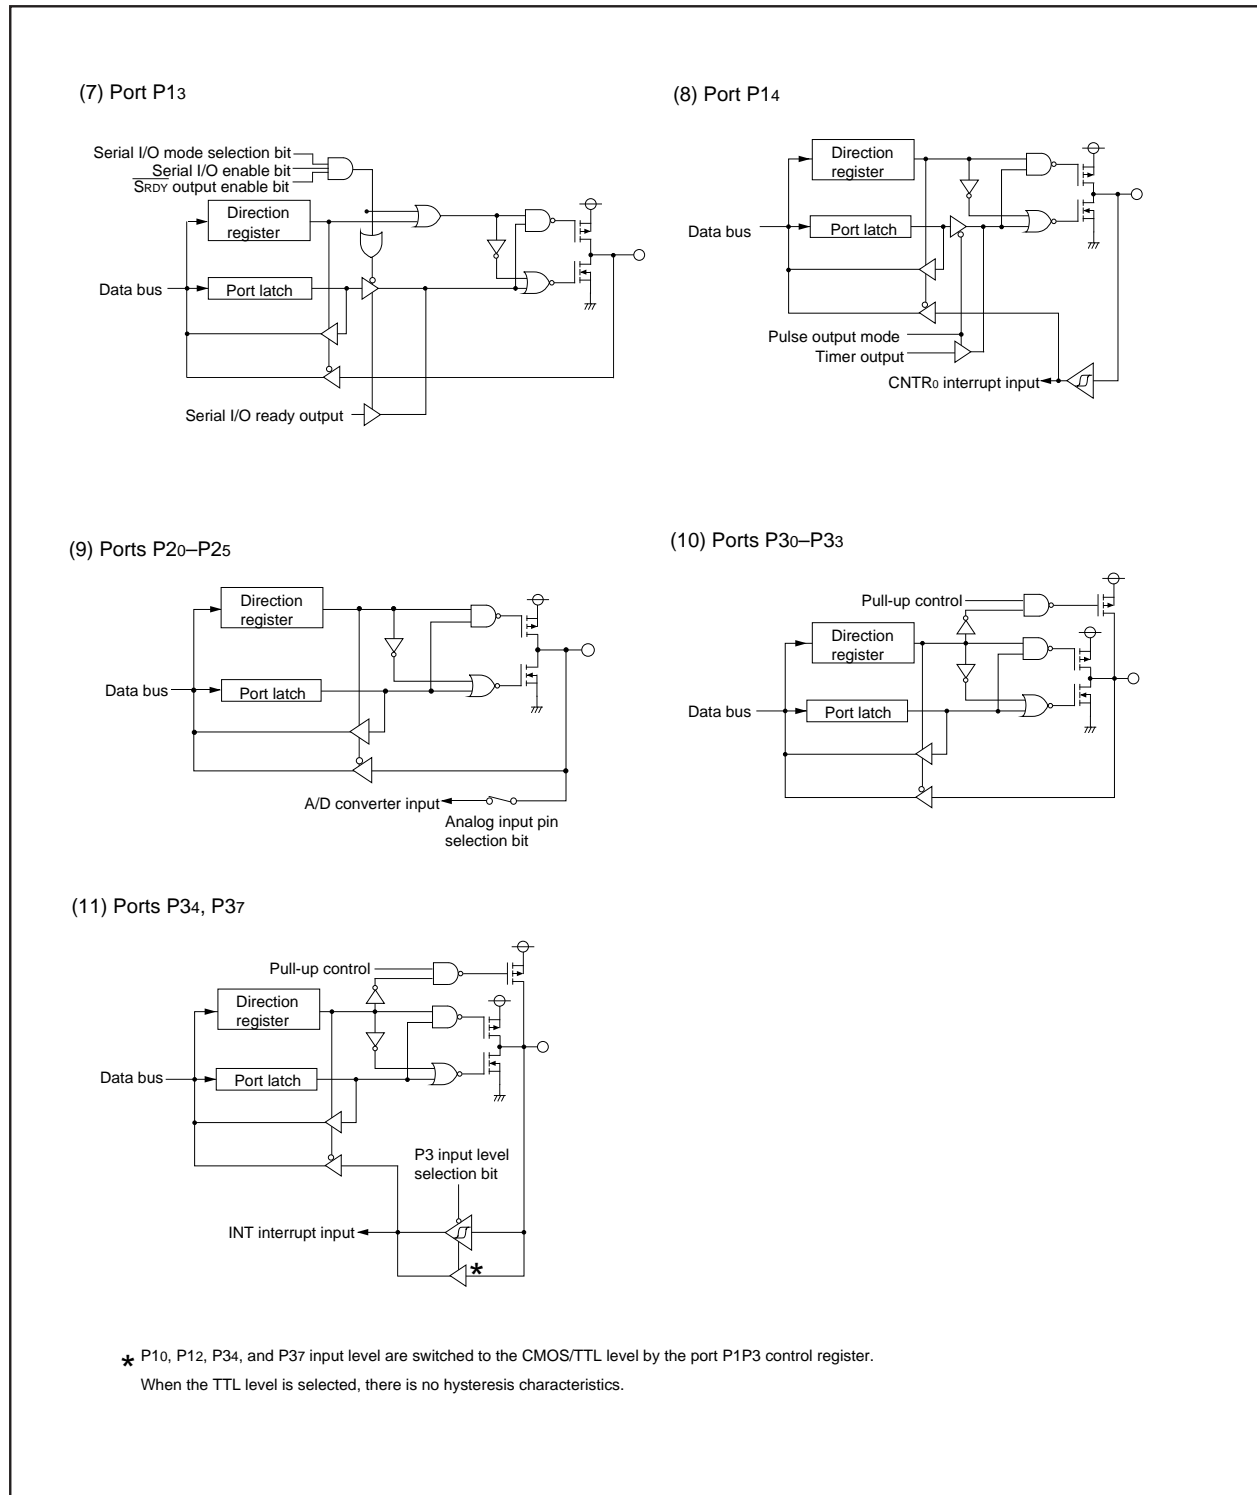 (7) Port P13
Serial I/O mode selection bit
Serial I/O enable bit
SRDY output enable bit
Direction
register
Data bus
Port latch
Serial I/O ready output
(8) Port P14
Direction
register
Data bus
Port latch
Pulse output mode
Timer output
CNTR0 interrupt input
(9) Ports P20–P25
Direction
register
Data bus
Port latch
A/D converter input
Analog input pin
selection bit
(10) Ports P30–P33
Pull-up control
Direction
register
Data bus
Port latch
(11) Ports P34, P37
Pull-up control
Direction
register
Data bus
Port latch
P3 input level
selection bit
INT interrupt input
*
* P10, P12, P34, and P37 input level are switched to the CMOS/TTL level by the port P1P3 control register.
When the TTL level is selected, there is no hysteresis characteristics.